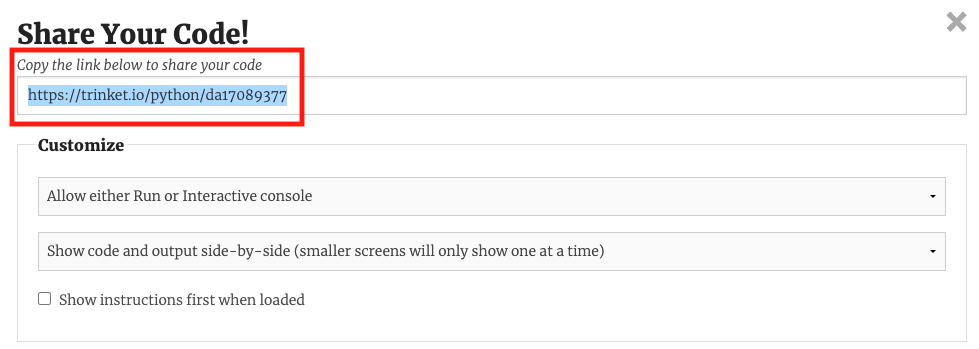 Share Your Code!
Copy the link below to share your code
https://trinket.io/python/da17089377
Customize
Allow either Run or Interactive console
Show code and output side-by-side (smaller screens will only show one at a time)
Show instructions first when loaded